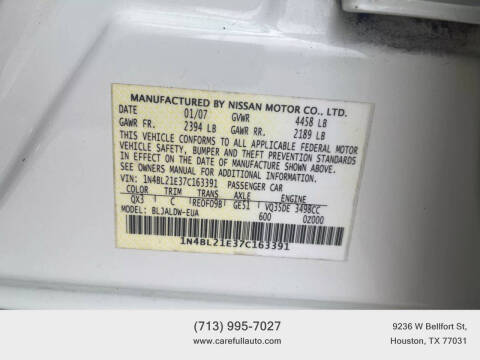 MANUFACTURED BY NISSAN MOTOR CO., LTD.
DATE 01/07 GVWR 4458 LB
GAWR FR. 2394 LB GAWR RR. 2189 LB
THIS VEHICLE CONFORMS TO ALL APPLICABLE FEDERAL MOTOR
VEHICLE SAFETY, BUMPER AND THEFT PREVENTION STANDARDS
IN EFFECT ON THE DATE OF MANUFACTURE SHOWN ABOVE.
SEE OWNERS MANUAL FOR ADDITIONAL INFORMATION.
VIN: 1N4BL21E37C163391 PASSENGER CAR
COLOR TRIM TRANS AXLE ENGINE
QX3 C RE0F09B GE51 VQ35DE 3498CC
MODEL: BLJALDW-EUA 600 0Z000
1N4BL21E37C163391
(713) 995-7027
www.carefullauto.com
9236 W Bellfort St,
Houston, TX 77031